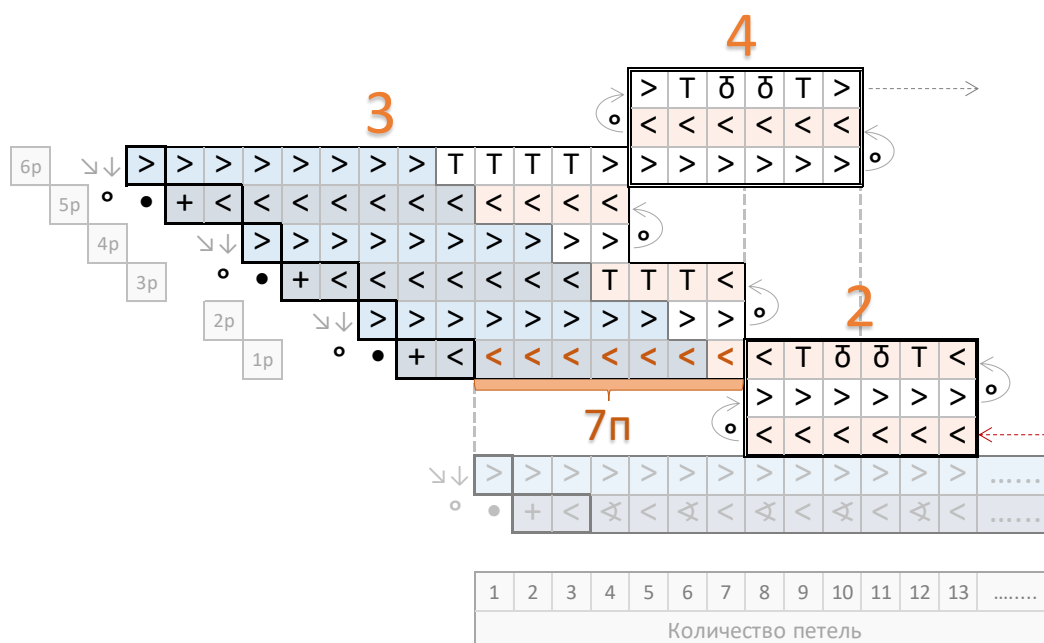 4
> T ŏ ŏ T >
3
o < < < < < <
6р ↘ ↓ > > > > > > > > T T T T > > > > > > > o
5р o • + < < < < < < < < < < < o
4р ↘ ↓ > > > > > > > > > > o
3р o • + < < < < < < < < T T T < o
2р ↘ ↓ > > > > > > > > > > o
2
1р o • + < < < < < < < < < T ŏ ŏ T <
> > > > > > o
7п
o < < < < < <
↘ ↓ > > > > > > > > > > > > > ......
o • + < ∢ < ∢ < ∢ < ∢ < ∢ < ......
1 2 3 4 5 6 7 8 9 10 11 12 13 ........
Количество петель